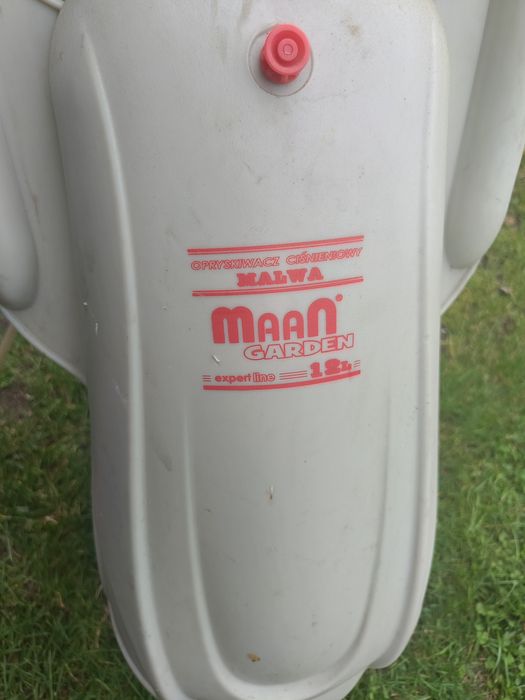 OPRYSKIWACZ CIŚNIENIOWY
MALWA
MAAN®
GARDEN
expert line 12L